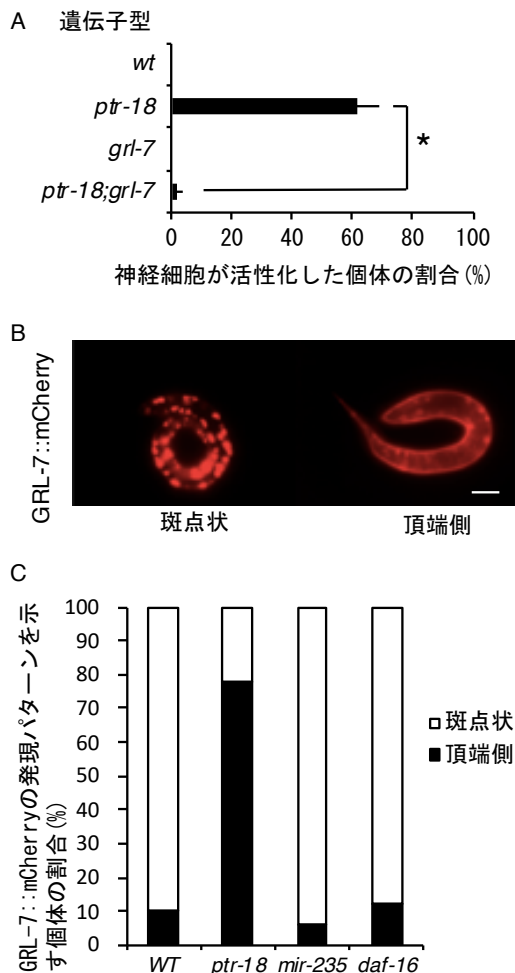 A 遺伝子型
wt
ptr-18
grl-7
ptr-18;grl-7
*
0 20 40 60 80 100
神経細胞が活性化した個体の割合(%)
B
GRL-7::mCherry
斑点状 頂端側
C
GRL-7::mCherryの発現パターンを示
す個体の割合(%)
100
90
80
70
60
50
40
30
20
10
0
WT ptr-18 mir-235 daf-16
斑点状
頂端側